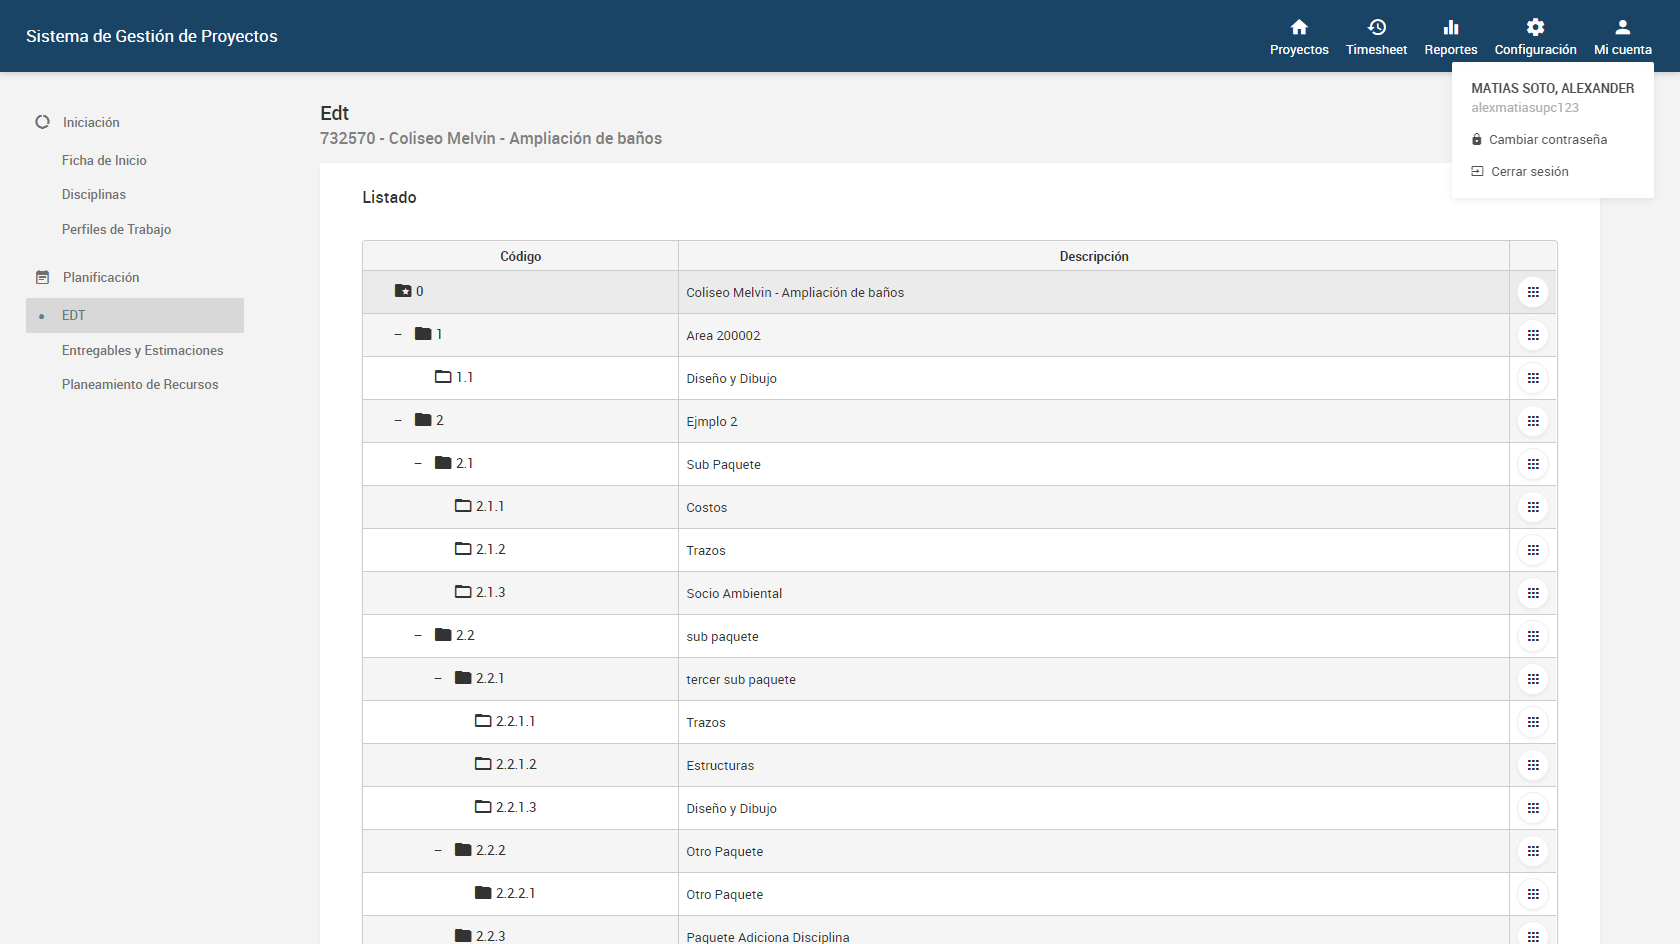 Sistema de Gestión de Proyectos
Proyectos
Timesheet
Reportes
Configuración
Mi cuenta
MATIAS SOTO, ALEXANDER
alexmatiasupc123
Cambiar contraseña
Cerrar sesión
Iniciación
Ficha de Inicio
Disciplinas
Perfiles de Trabajo
Planificación
EDT
Entregables y Estimaciones
Planeamiento de Recursos
Edt
732570 - Coliseo Melvin - Ampliación de baños
Listado
Código Descripción
0 Coliseo Melvin - Ampliación de baños
− 1 Area 200002
1.1 Diseño y Dibujo
− 2 Ejmplo 2
− 2.1 Sub Paquete
2.1.1 Costos
2.1.2 Trazos
2.1.3 Socio Ambiental
− 2.2 sub paquete
− 2.2.1 tercer sub paquete
2.2.1.1 Trazos
2.2.1.2 Estructuras
2.2.1.3 Diseño y Dibujo
− 2.2.2 Otro Paquete
2.2.2.1 Otro Paquete
2.2.3 Paquete Adiciona Disciplina